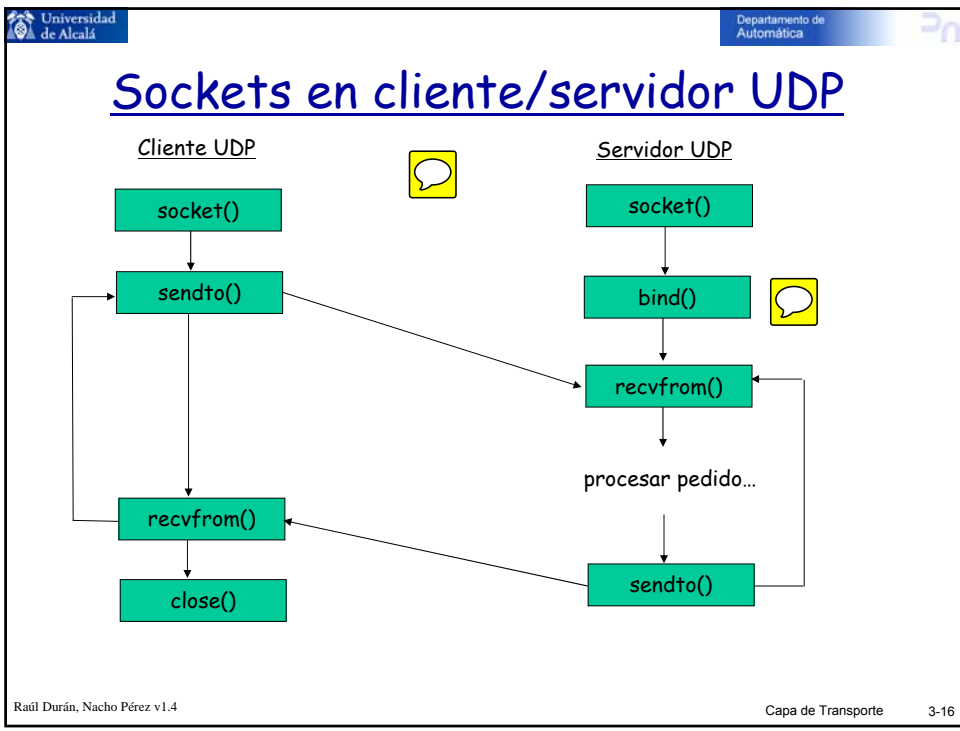 Universidad
de Alcalá
Departamento de
Automática
Sockets en cliente/servidor UDP
Cliente UDP
Servidor UDP
socket()
socket()
sendto()
bind()
recvfrom()
procesar pedido...
recvfrom()
sendto()
close()
Raúl Durán, Nacho Pérez v1.4
Capa de Transporte
3-16